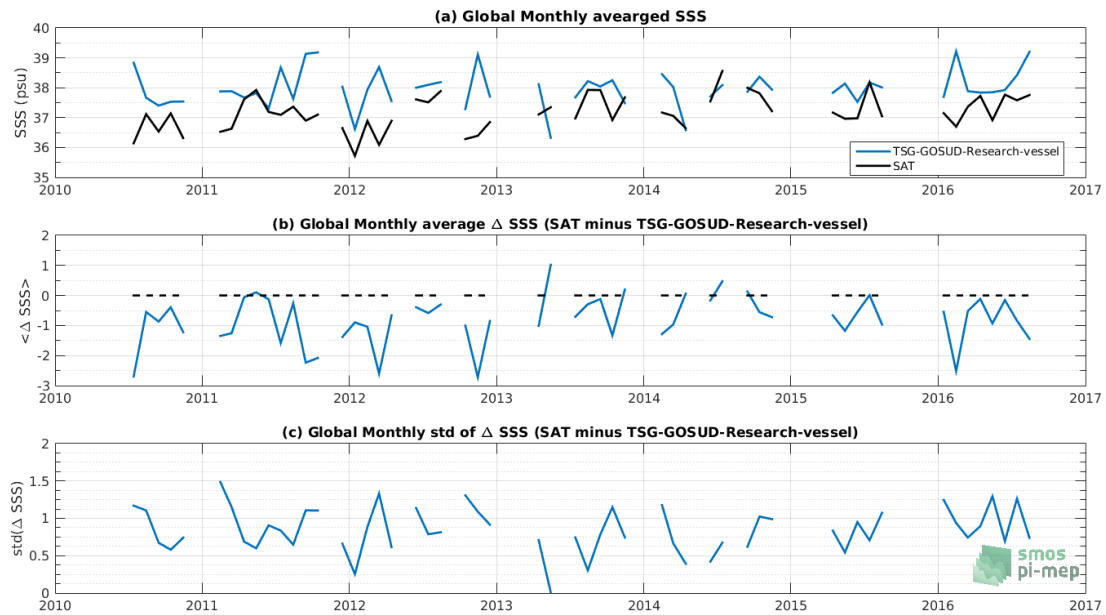 (a) Global Monthly avearged SSS
SSS (psu)
40
39
38
37
36
35
TSG-GOSUD-Research-vessel
SAT
2010 2011 2012 2013 2014 2015 2016 2017
(b) Global Monthly average Δ SSS (SAT minus TSG-GOSUD-Research-vessel)
<Δ SSS>
2
1
0
-1
-2
-3
2010 2011 2012 2013 2014 2015 2016 2017
(c) Global Monthly std of Δ SSS (SAT minus TSG-GOSUD-Research-vessel)
std(Δ SSS)
2
1.5
1
0.5
0
2010 2011 2012 2013 2014 2015 2016 2017
smos
pi-mep